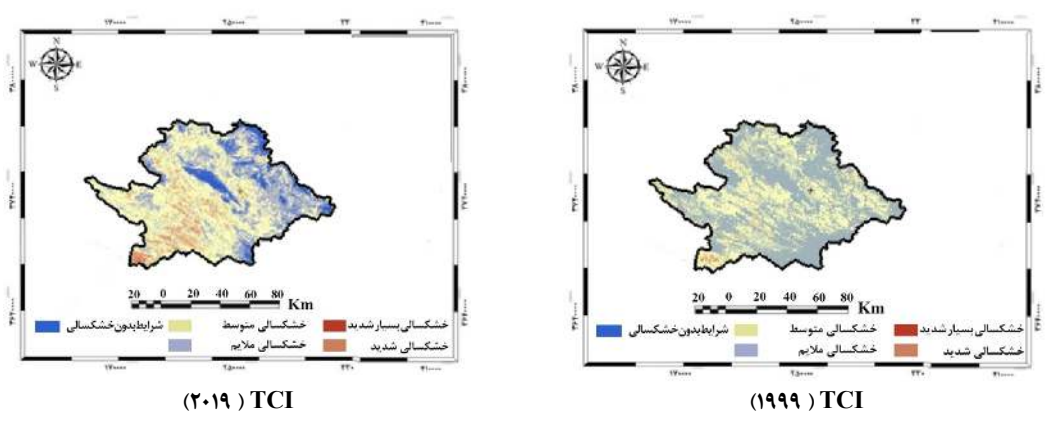 N
W
E
S
20 0 20 40 60 80
Km
شرایط بدون خشکسالی
خشکسالی متوسط
خشکسالی بسیار شدید
خشکسالی ملایم
خشکسالی شدید
TCI ( ۲۰۱۹)
N
W
E
S
20 0 20 40 60 80
Km
شرایط بدون خشکسالی
خشکسالی متوسط
خشکسالی بسیار شدید
خشکسالی ملایم
خشکسالی شدید
TCI ( ۱۹۹۹)